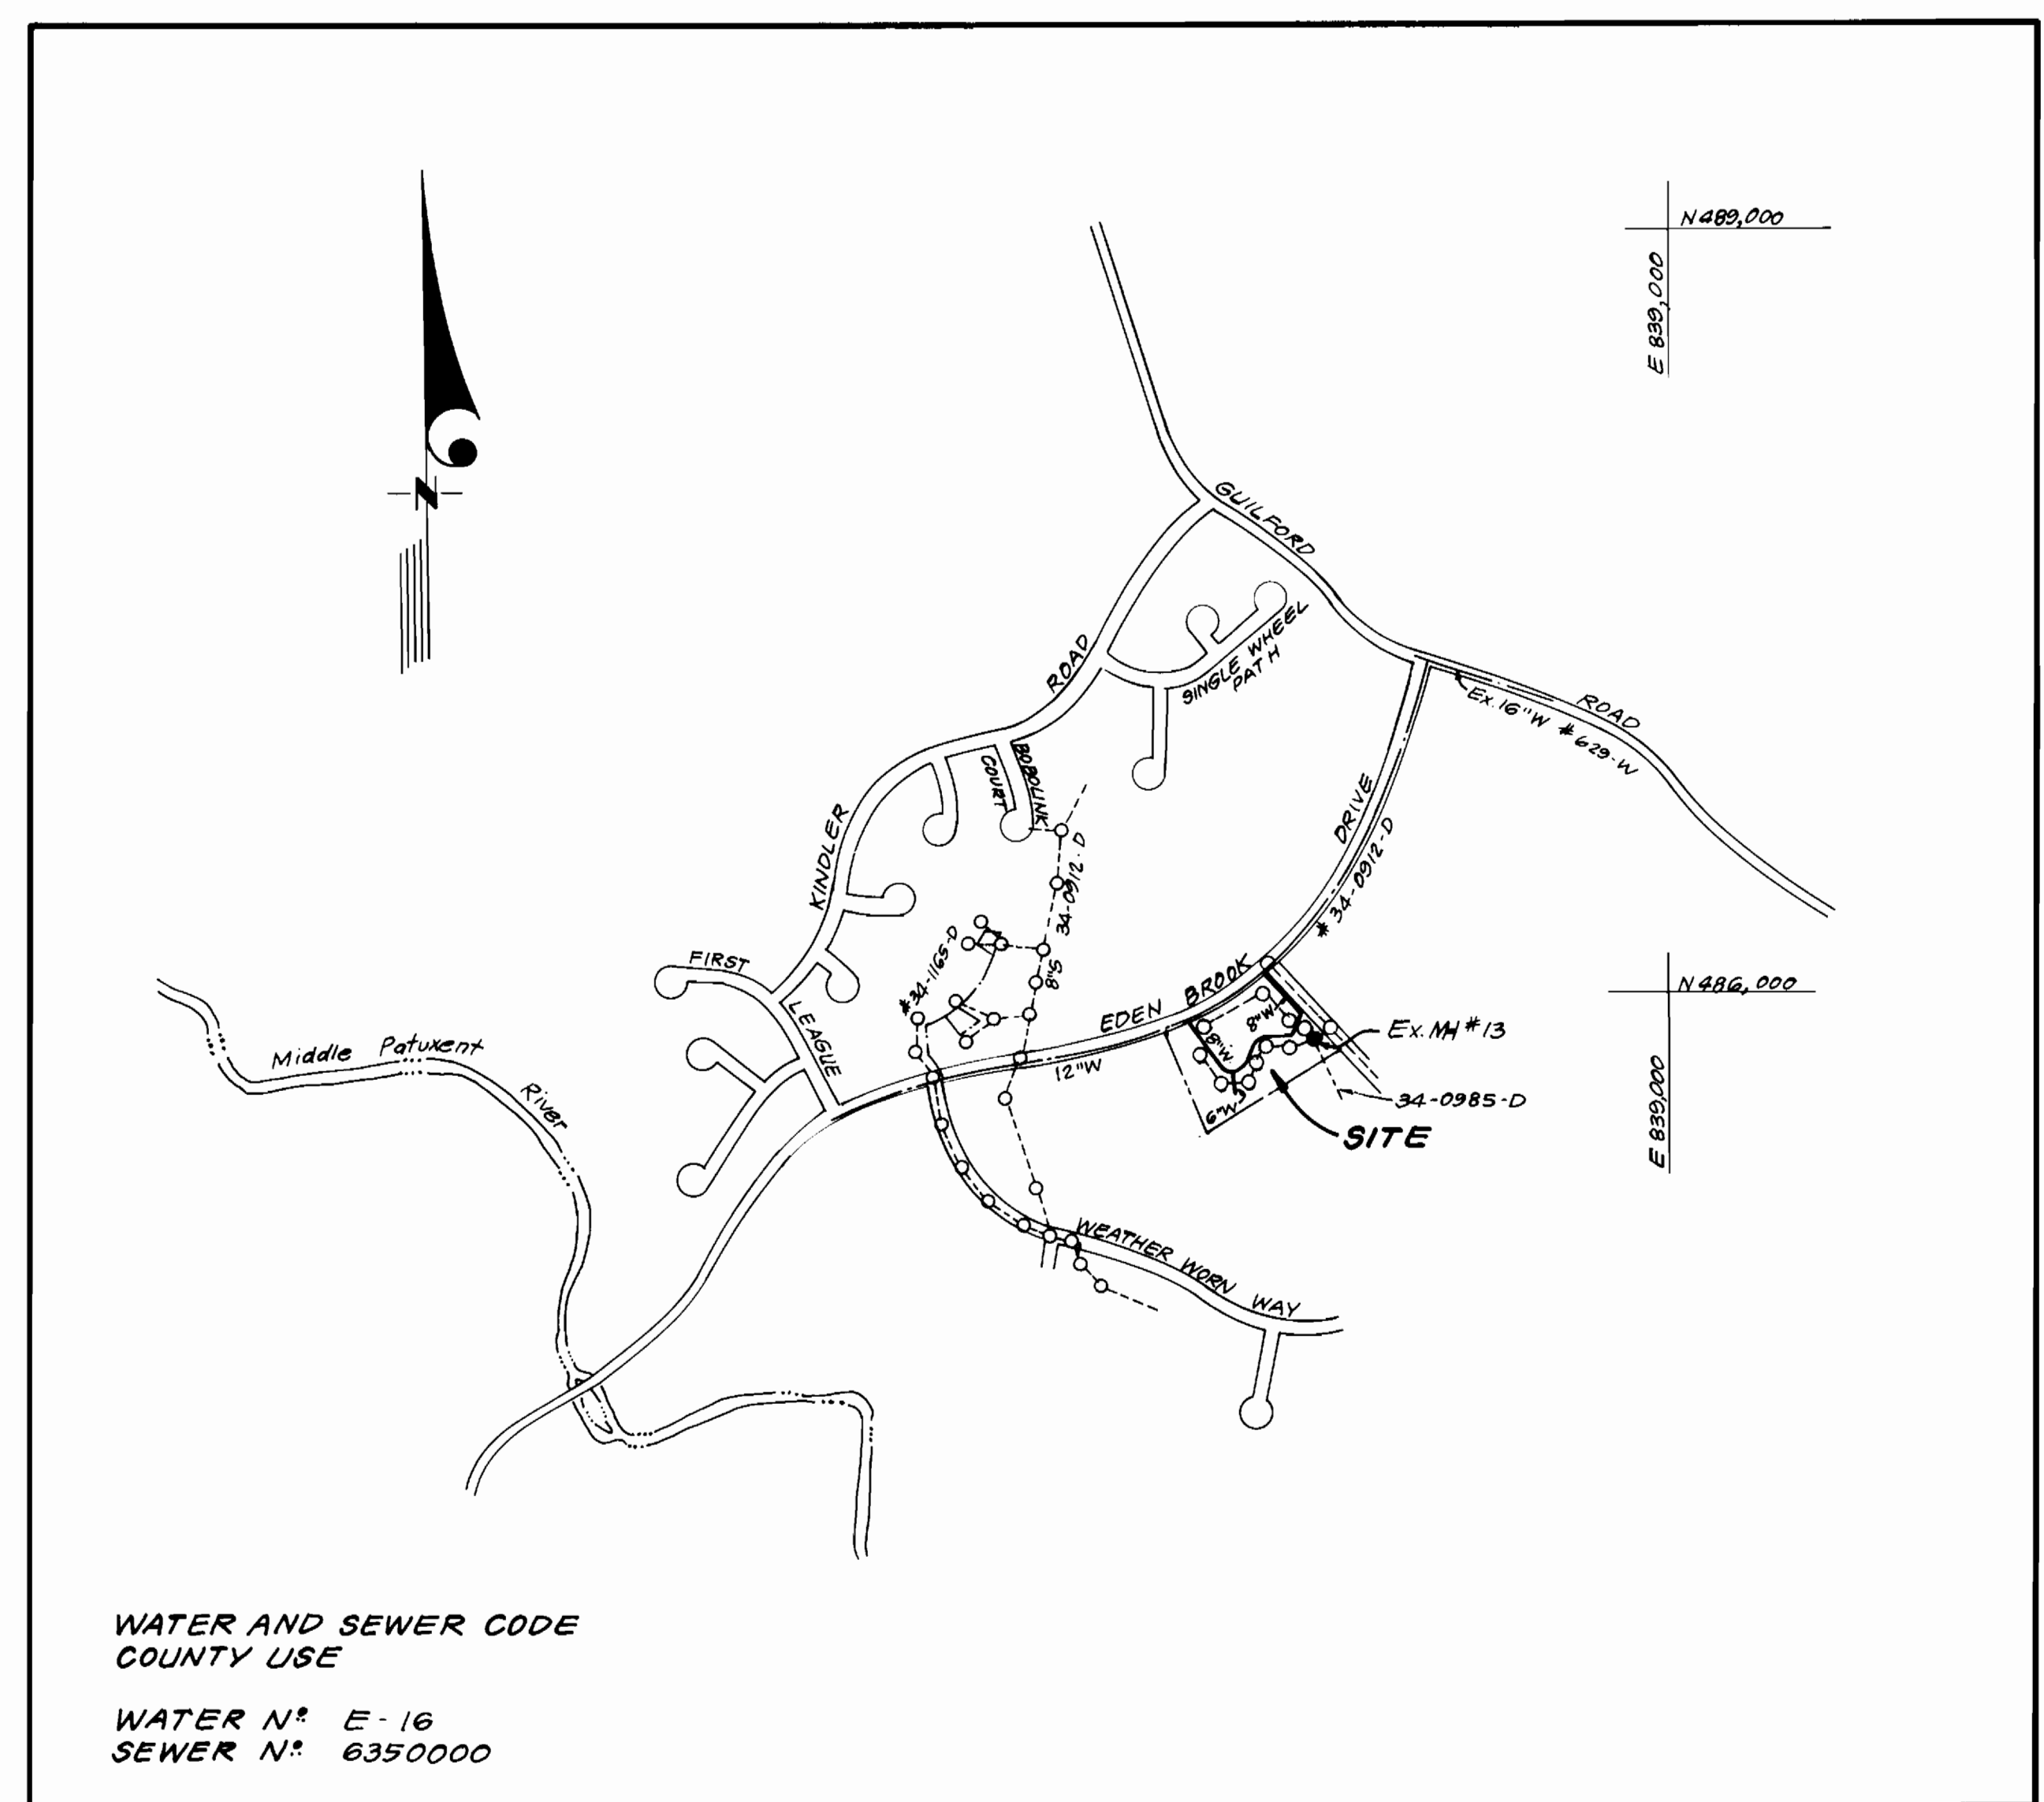 N 489,000
E 839,000
N
GUILFORD
ROAD
Ex. 16"W #629-W
SINGLE WHEEL
PATH
ROAD
KINDLER
BOBOLINK
COURT
DRIVE
# 34-0912-D
34-0912-D
8"S
#34-1165-D
FIRST
LEAGUE
EDEN BROOK
12"W
8"W
8"W
6"W
N 486,000
E 839,000
Ex. MH #13
34-0985-D
SITE
Middle Patuxent
River
WEATHER WORN WAY
WATER AND SEWER CODE
COUNTY USE
WATER Nº E-16
SEWER Nº 6350000